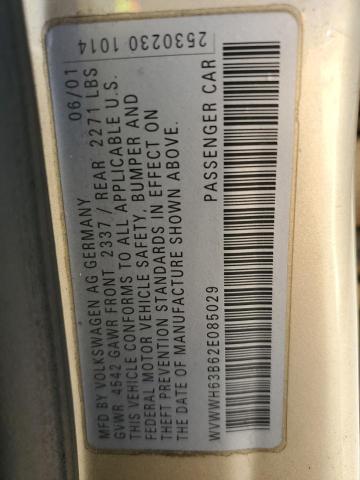 2530230 1014
06/01
MFD BY VOLKSWAGEN AG GERMANY
GVWR 4542 GAWR FRONT 2337 / REAR 2271 LBS
THIS VEHICLE CONFORMS TO ALL APPLICABLE U.S.
FEDERAL MOTOR VEHICLE SAFETY, BUMPER AND
THEFT PREVENTION STANDARDS IN EFFECT ON
THE DATE OF MANUFACTURE SHOWN ABOVE.
PASSENGER CAR
WVWWH63B62E085029